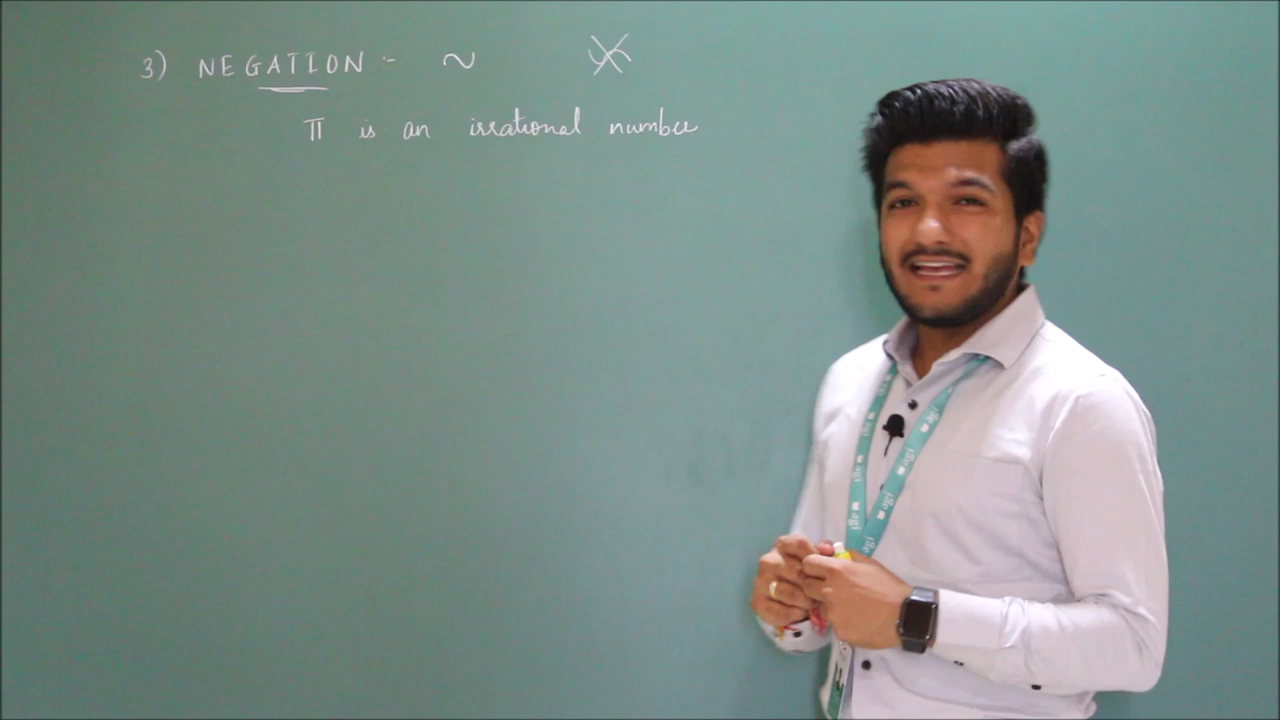 3) NEGATION - ~
π is an irrational number